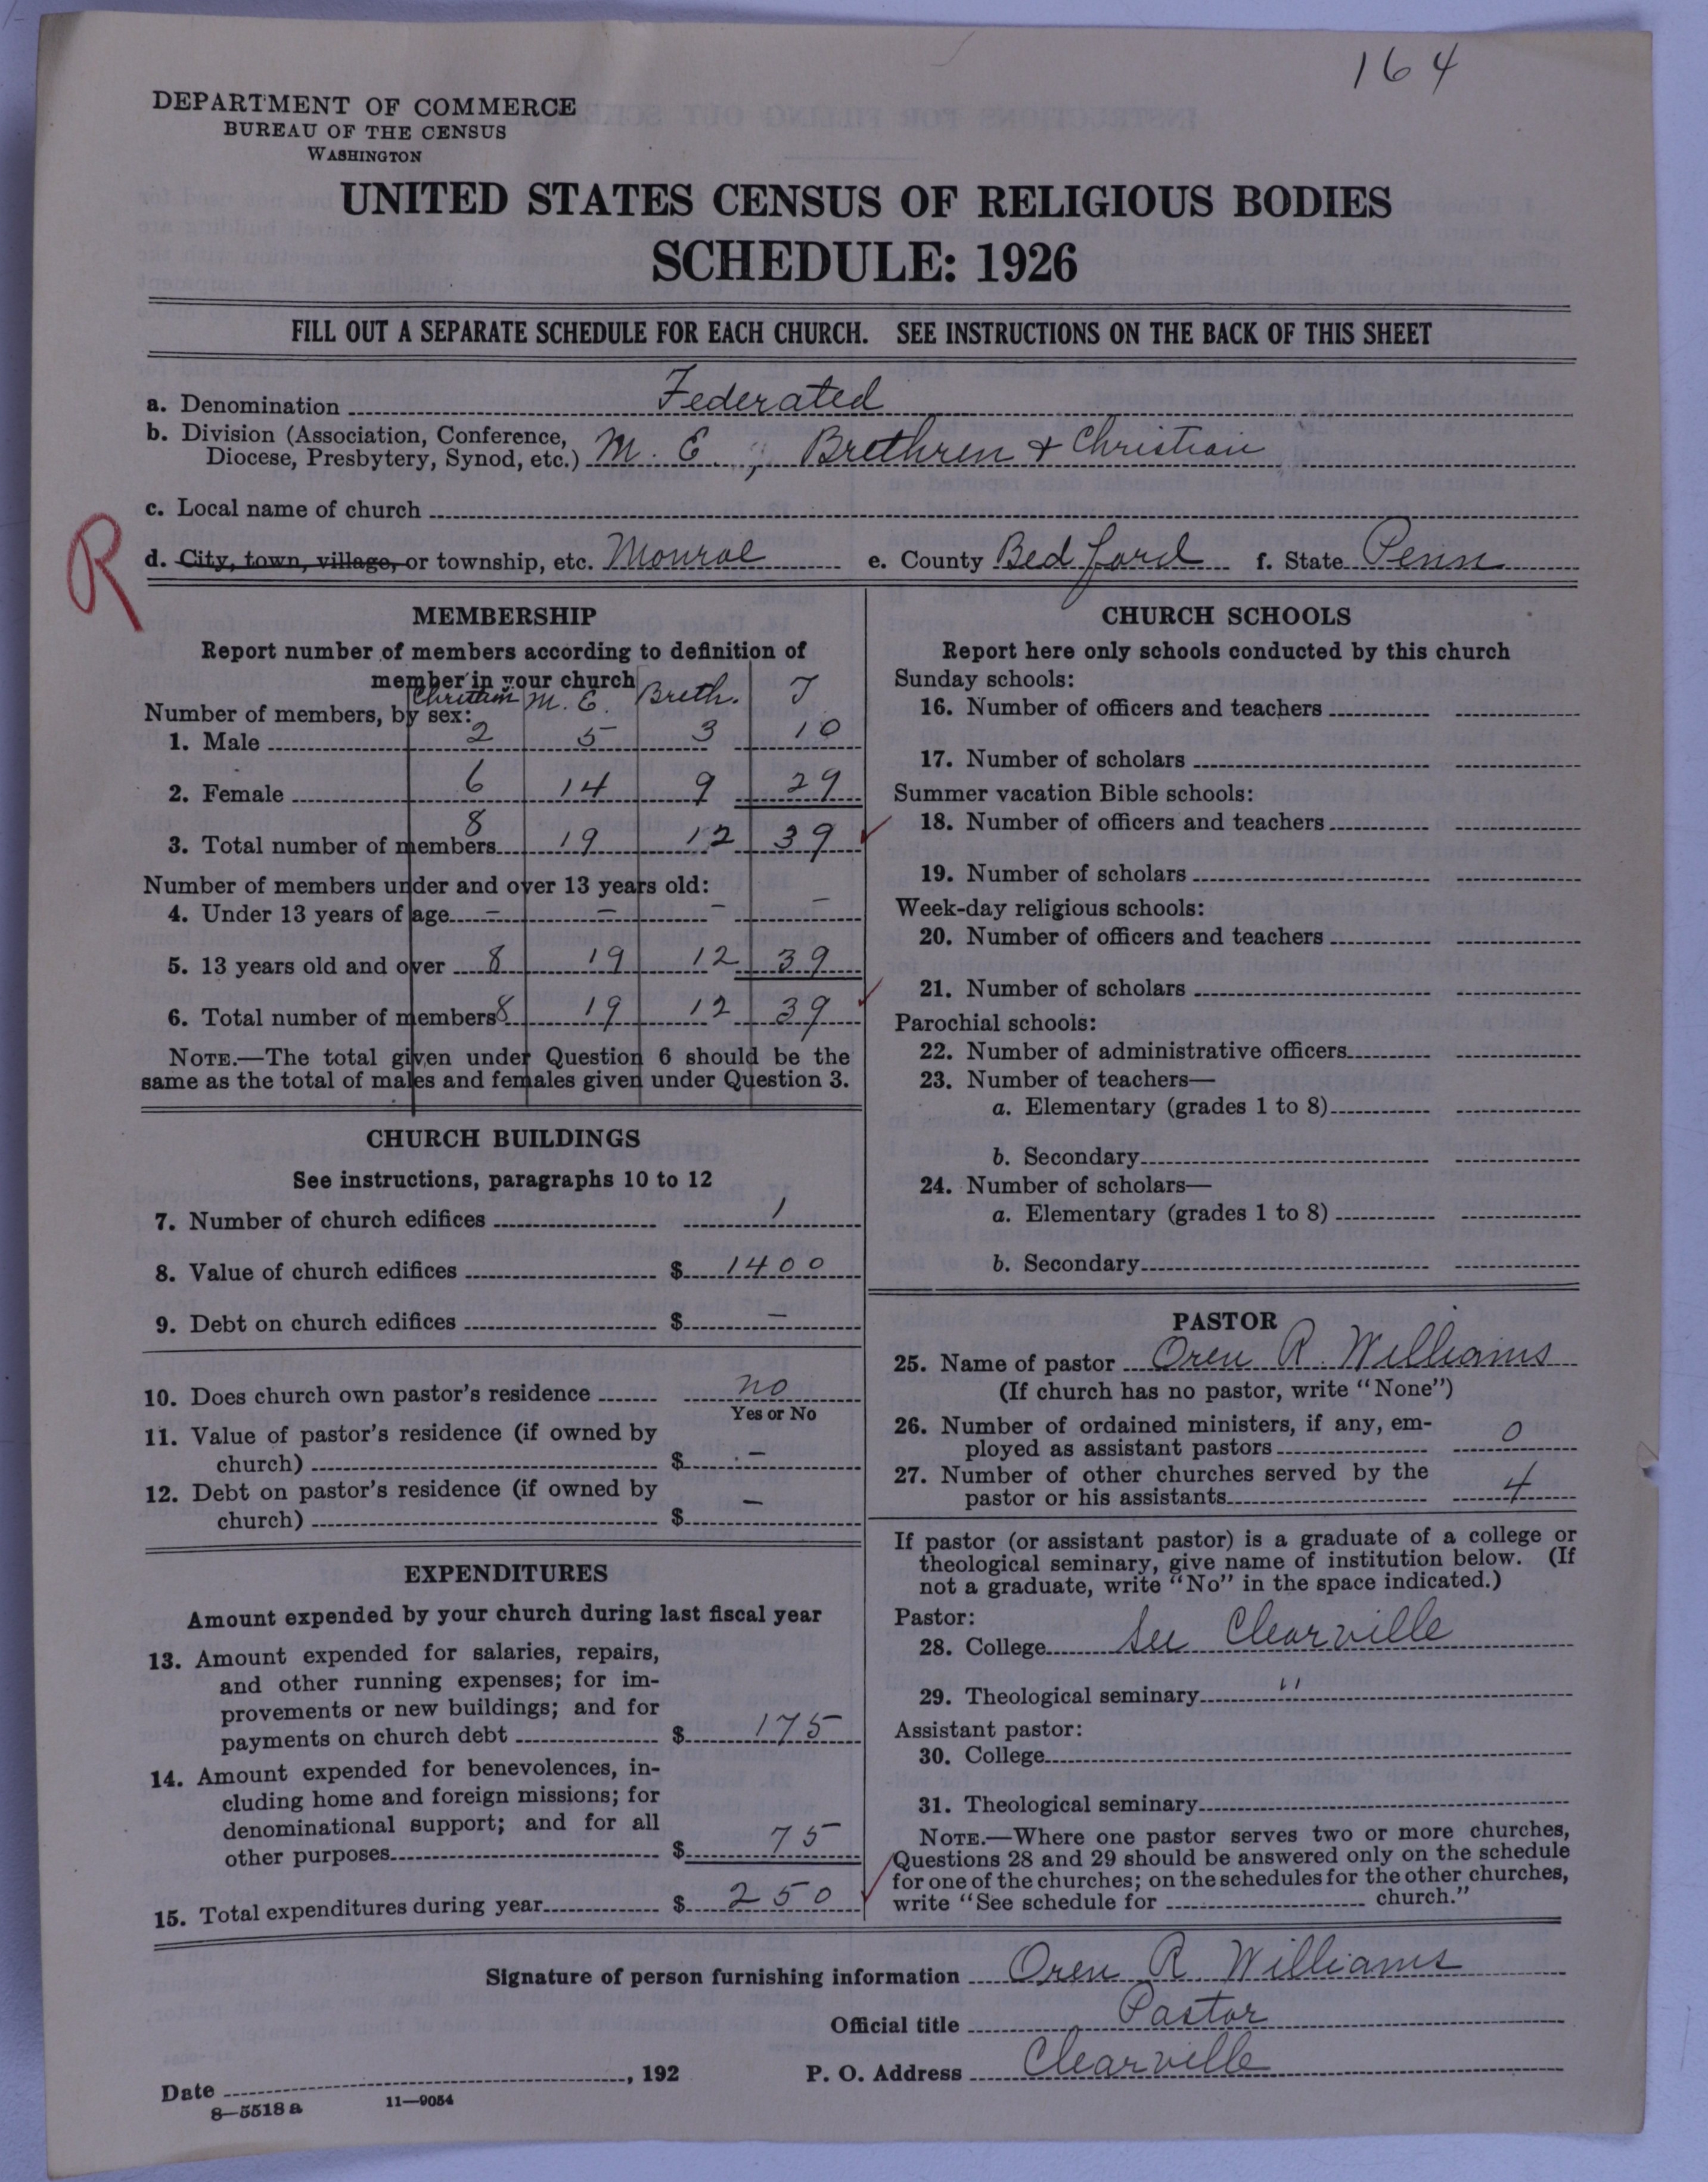 164
DEPARTMENT OF COMMERCE
BUREAU OF THE CENSUS
WASHINGTON
UNITED STATES CENSUS OF RELIGIOUS BODIES
SCHEDULE: 1926
FILL OUT A SEPARATE SCHEDULE FOR EACH CHURCH. SEE INSTRUCTIONS ON THE BACK OF THIS SHEET
a. Denomination Federated
b. Division (Association, Conference,
Diocese, Presbytery, Synod, etc.) M. E., Brethren & Christian
c. Local name of church
R
d. City, town, village, or township, etc. Monroe e. County Bedford f. State Penn
MEMBERSHIP
Report number of members according to definition of
member in your church
Christian M. E. Breth. T
Number of members, by sex:
1. Male 2 5 3 10
2. Female 6 14 9 29
3. Total number of members 8 19 12 39
Number of members under and over 13 years old:
4. Under 13 years of age - - - -
5. 13 years old and over 8 19 12 39
6. Total number of members 8 19 12 39
NOTE.—The total given under Question 6 should be the
same as the total of males and females given under Question 3.
CHURCH BUILDINGS
See instructions, paragraphs 10 to 12
7. Number of church edifices 1
8. Value of church edifices $ 1400
9. Debt on church edifices $ -
10. Does church own pastor's residence no
Yes or No
11. Value of pastor's residence (if owned by
church) $ -
12. Debt on pastor's residence (if owned by
church) $ -
EXPENDITURES
Amount expended by your church during last fiscal year
13. Amount expended for salaries, repairs,
and other running expenses; for im-
provements or new buildings; and for
payments on church debt $ 175
14. Amount expended for benevolences, in-
cluding home and foreign missions; for
denominational support; and for all
other purposes $ 75
15. Total expenditures during year $ 250
CHURCH SCHOOLS
Report here only schools conducted by this church
Sunday schools:
16. Number of officers and teachers
17. Number of scholars
Summer vacation Bible schools:
18. Number of officers and teachers
19. Number of scholars
Week-day religious schools:
20. Number of officers and teachers
21. Number of scholars
Parochial schools:
22. Number of administrative officers
23. Number of teachers—
a. Elementary (grades 1 to 8)
b. Secondary
24. Number of scholars—
a. Elementary (grades 1 to 8)
b. Secondary
PASTOR
25. Name of pastor Oren R. Williams
(If church has no pastor, write "None")
26. Number of ordained ministers, if any, em-
ployed as assistant pastors 0
27. Number of other churches served by the
pastor or his assistants 4
If pastor (or assistant pastor) is a graduate of a college or
theological seminary, give name of institution below. (If
not a graduate, write "No" in the space indicated.)
Pastor:
28. College See Clearville
29. Theological seminary "
Assistant pastor:
30. College
31. Theological seminary
NOTE.—Where one pastor serves two or more churches,
Questions 28 and 29 should be answered only on the schedule
for one of the churches; on the schedules for the other churches,
write "See schedule for church."
Signature of person furnishing information Oren R. Williams
Official title Pastor
Date , 192 P. O. Address Clearville
8—5518 a 11—9054